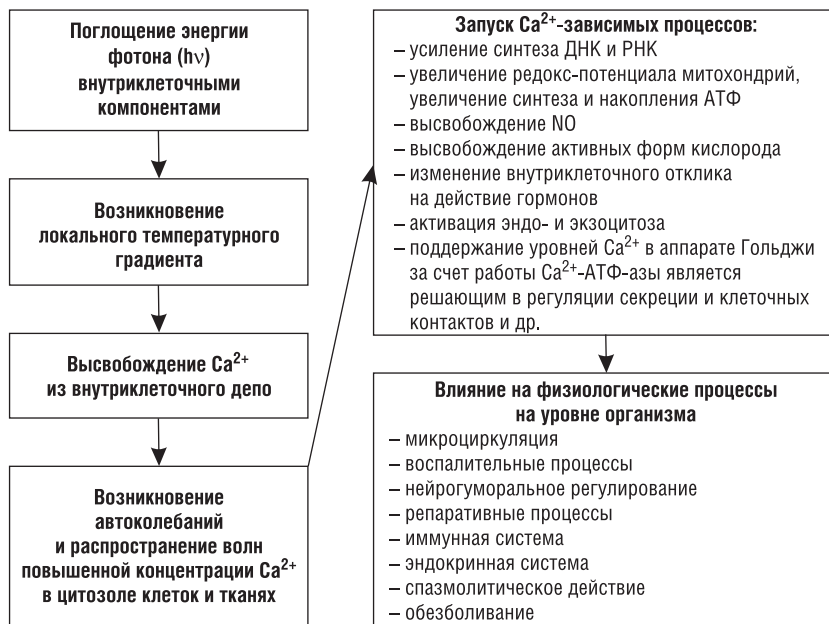 Поглощение энергии
фотона (hν)
внутриклеточными
компонентами
Возникновение
локального температурного
градиента
Высвобождение Ca²⁺
из внутриклеточного депо
Возникновение
автоколебаний
и распространение волн
повышенной концентрации Ca²⁺
в цитозоле клеток и тканях
Запуск Ca²⁺-зависимых процессов:
– усиление синтеза ДНК и РНК
– увеличение редокс-потенциала митохондрий,
увеличение синтеза и накопления АТФ
– высвобождение NO
– высвобождение активных форм кислорода
– изменение внутриклеточного отклика
на действие гормонов
– активация эндо- и экзоцитоза
– поддержание уровней Ca²⁺ в аппарате Гольджи
за счет работы Ca²⁺-АТФ-азы является
решающим в регуляции секреции и клеточных
контактов и др.
Влияние на физиологические процессы
на уровне организма
– микроциркуляция
– воспалительные процессы
– нейрогуморальное регулирование
– репаративные процессы
– иммунная система
– эндокринная система
– спазмолитическое действие
– обезболивание